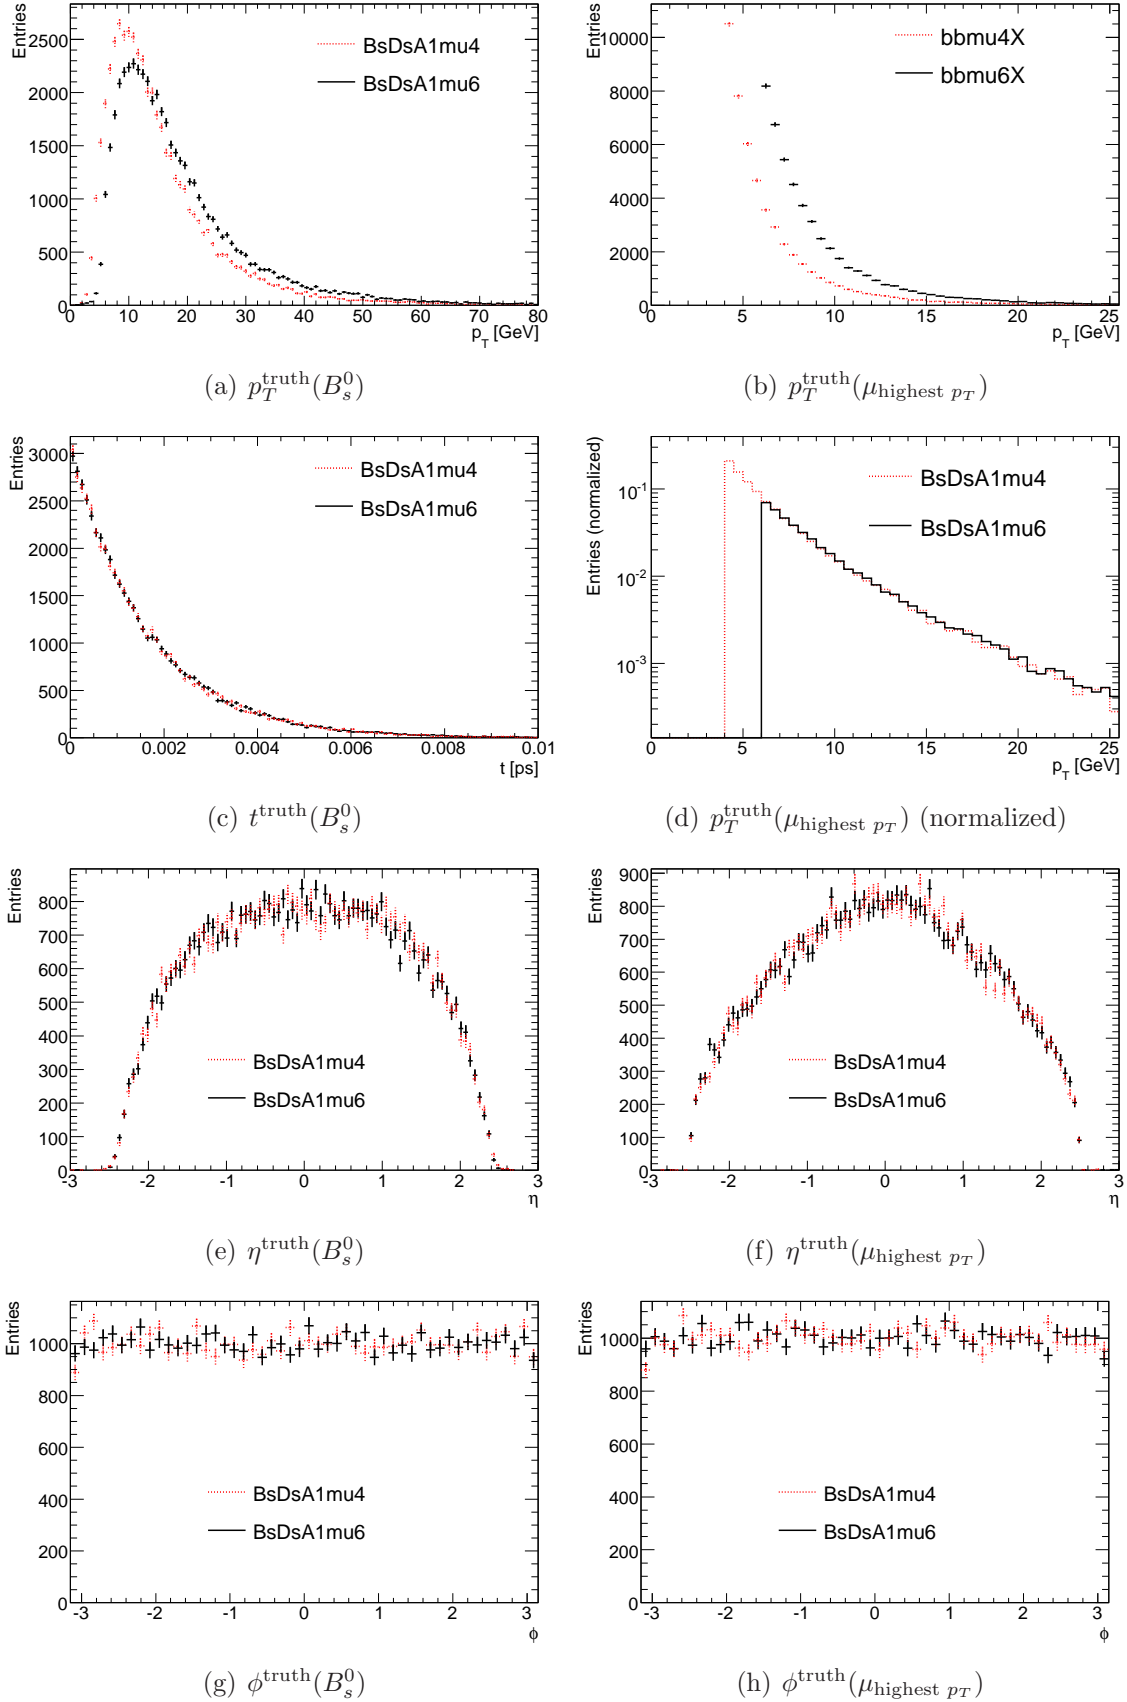 Entries
2500
2000
1500
1000
500
0
BsDsA1mu4
BsDsA1mu6
0 10 20 30 40 50 60 70 80
p_T [GeV]
(a) p_T^truth(B_s^0)
Entries
10000
8000
6000
4000
2000
0
bbmu4X
bbmu6X
0 5 10 15 20 25
p_T [GeV]
(b) p_T^truth(μ_highest p_T)
Entries
3000
2500
2000
1500
1000
500
0
BsDsA1mu4
BsDsA1mu6
0 0.002 0.004 0.006 0.008 0.01
t [ps]
(c) t^truth(B_s^0)
Entries (normalized)
10^-1
10^-2
10^-3
BsDsA1mu4
BsDsA1mu6
0 5 10 15 20 25
p_T [GeV]
(d) p_T^truth(μ_highest p_T) (normalized)
Entries
800
700
600
500
400
300
200
100
0
BsDsA1mu4
BsDsA1mu6
-3 -2 -1 0 1 2 3
η
(e) η^truth(B_s^0)
Entries
900
800
700
600
500
400
300
200
100
0
BsDsA1mu4
BsDsA1mu6
-3 -2 -1 0 1 2 3
η
(f) η^truth(μ_highest p_T)
Entries
1000
800
600
400
200
0
BsDsA1mu4
BsDsA1mu6
-3 -2 -1 0 1 2 3
ϕ
(g) ϕ^truth(B_s^0)
Entries
1000
800
600
400
200
0
BsDsA1mu4
BsDsA1mu6
-3 -2 -1 0 1 2 3
ϕ
(h) ϕ^truth(μ_highest p_T)